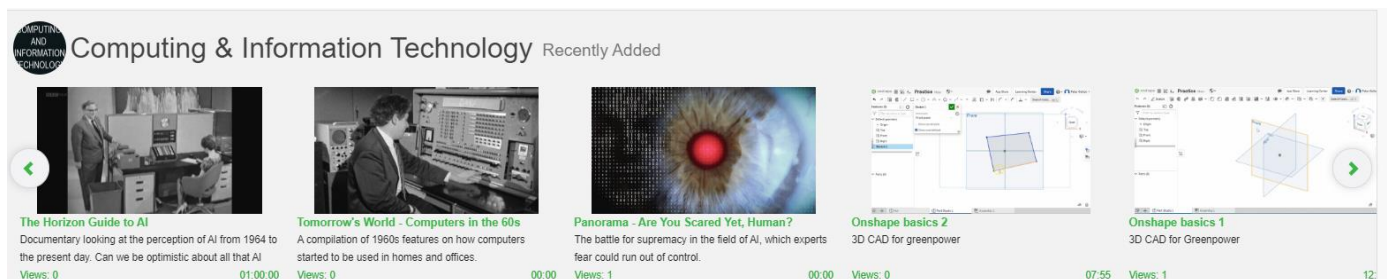 COMPUTING
AND
INFORMATION
TECHNOLOGY
Computing & Information Technology Recently Added
The Horizon Guide to AI
Documentary looking at the perception of AI from 1964 to
the present day. Can we be optimistic about all that AI
Views: 0 01:00:00
Tomorrow's World - Computers in the 60s
A compilation of 1960s features on how computers
started to be used in homes and offices.
Views: 0 00:00
Panorama - Are You Scared Yet, Human?
The battle for supremacy in the field of AI, which experts
fear could run out of control.
Views: 1 00:00
Practice
Onshape basics 2
3D CAD for greenpower
Views: 0 07:55
Practice
Onshape basics 1
3D CAD for Greenpower
Views: 1 12: